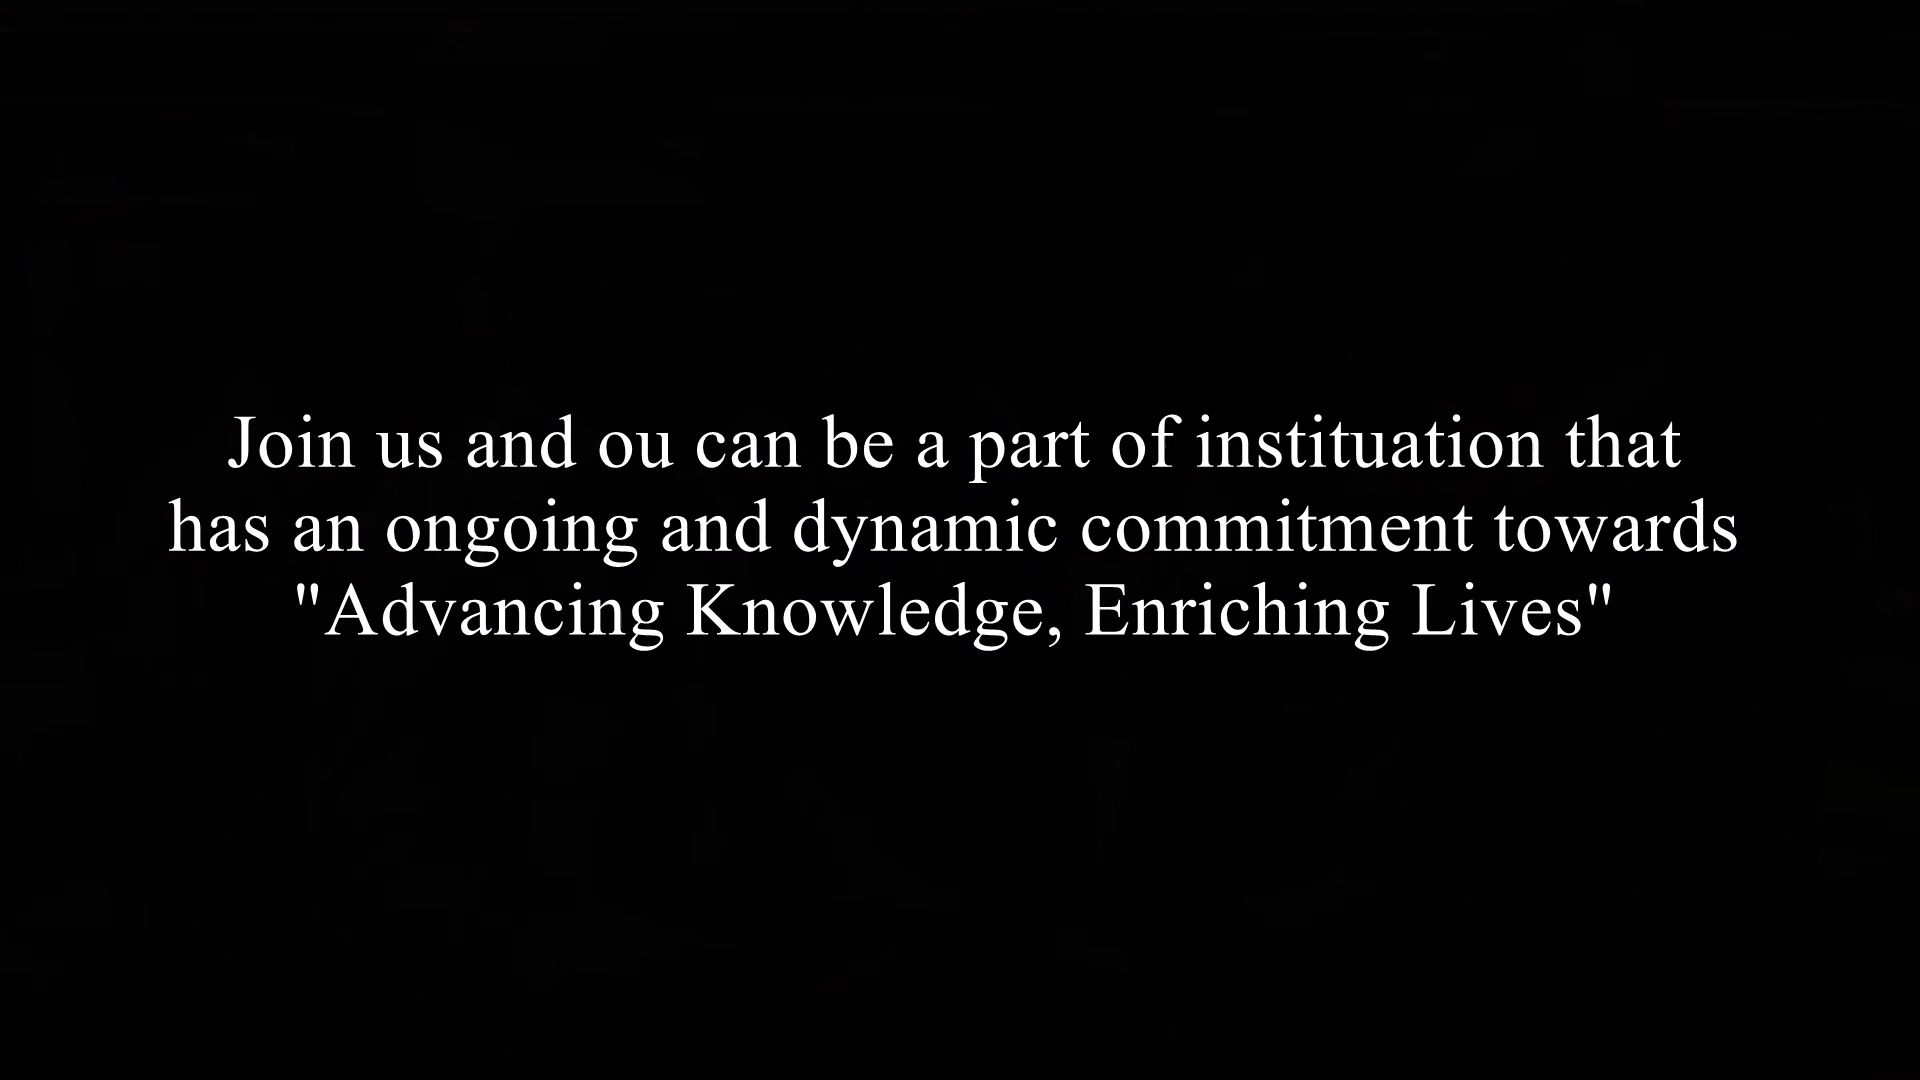 Join us and ou can be a part of instituation that
has an ongoing and dynamic commitment towards
"Advancing Knowledge, Enriching Lives"